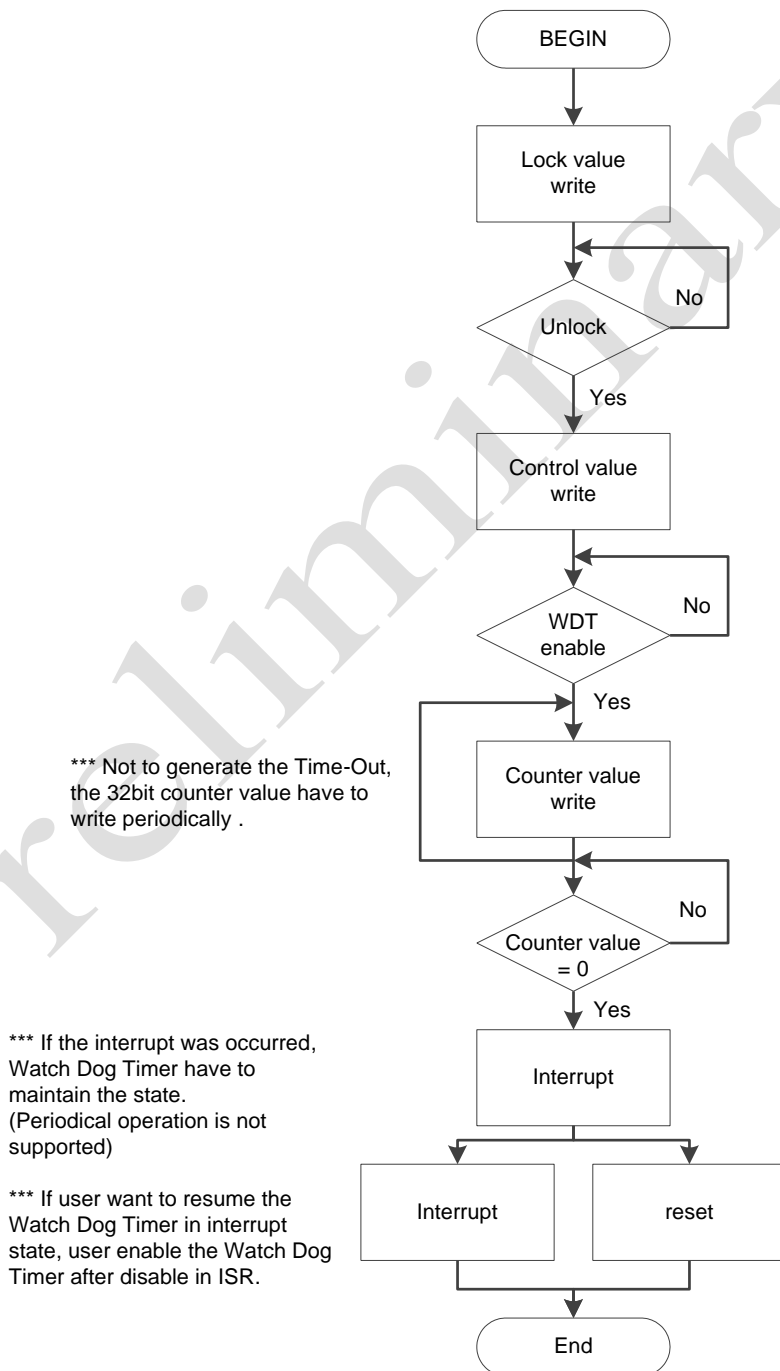 BEGIN
Lock value
write
No
Unlock
Yes
Control value
write
No
WDT
enable
Yes
*** Not to generate the Time-Out,
the 32bit counter value have to
write periodically .
Counter value
write
No
Counter value
= 0
Yes
*** If the interrupt was occurred,
Watch Dog Timer have to
maintain the state.
(Periodical operation is not
supported)
Interrupt
*** If user want to resume the
Watch Dog Timer in interrupt
state, user enable the Watch Dog
Timer after disable in ISR.
Interrupt
reset
End
reliminary